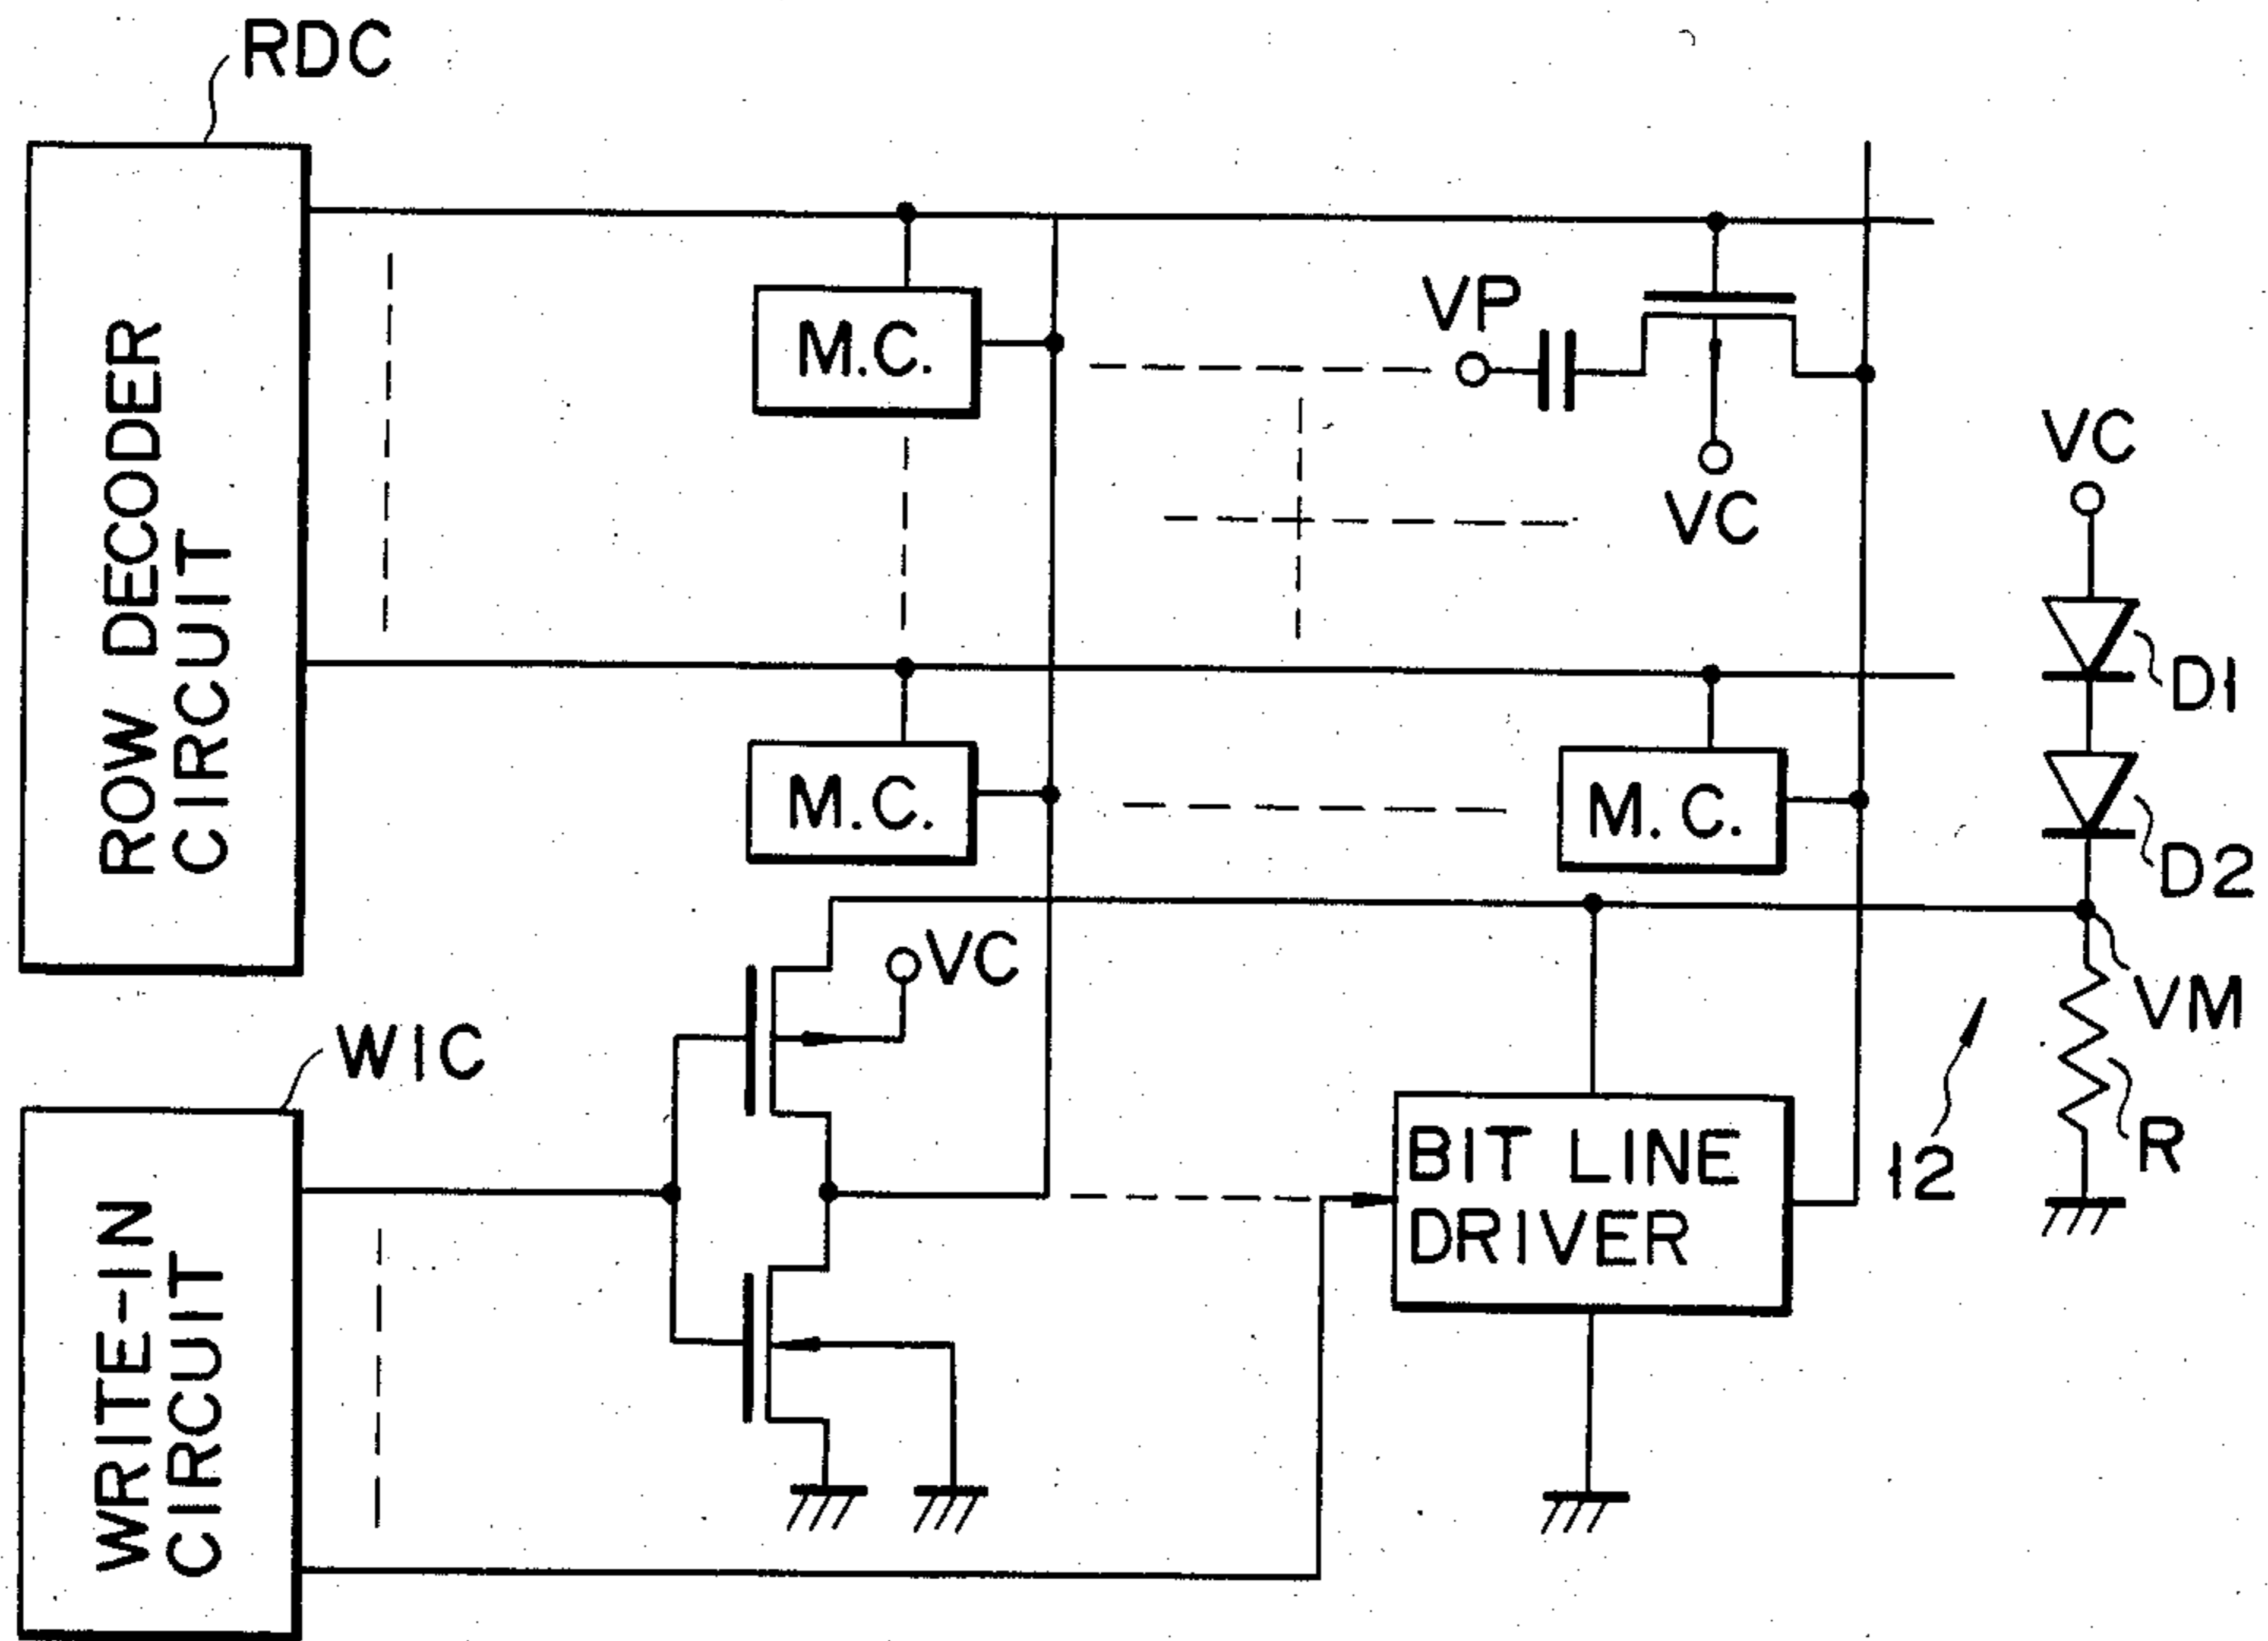 RDC
ROW DECODER
CIRCUIT
M.C.
VP
VC
VC
D1
M.C.
M.C.
D2
VC
VM
WIC
WRITE-IN
CIRCUIT
BIT LINE
DRIVER
12
R